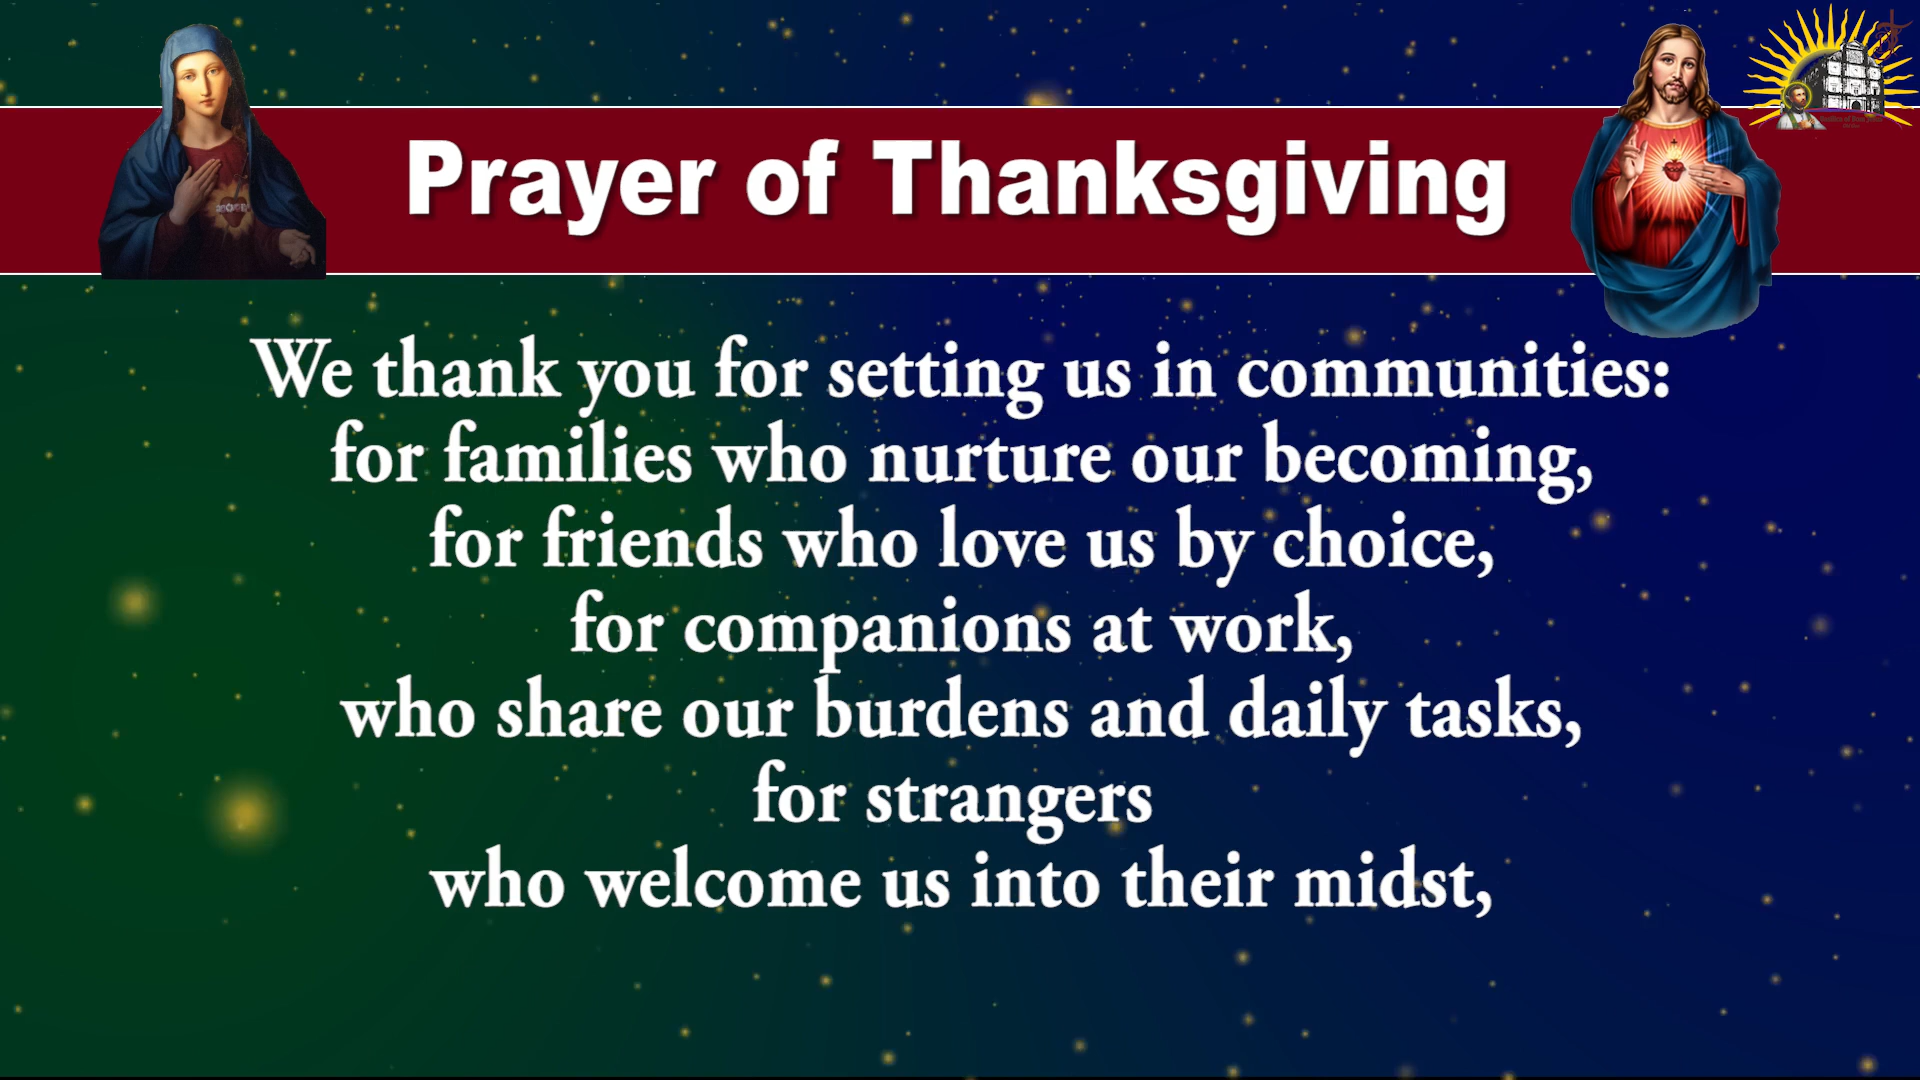 Prayer of Thanksgiving
We thank you for setting us in communities:
for families who nurture our becoming,
for friends who love us by choice,
for companions at work,
who share our burdens and daily tasks,
for strangers
who welcome us into their midst,